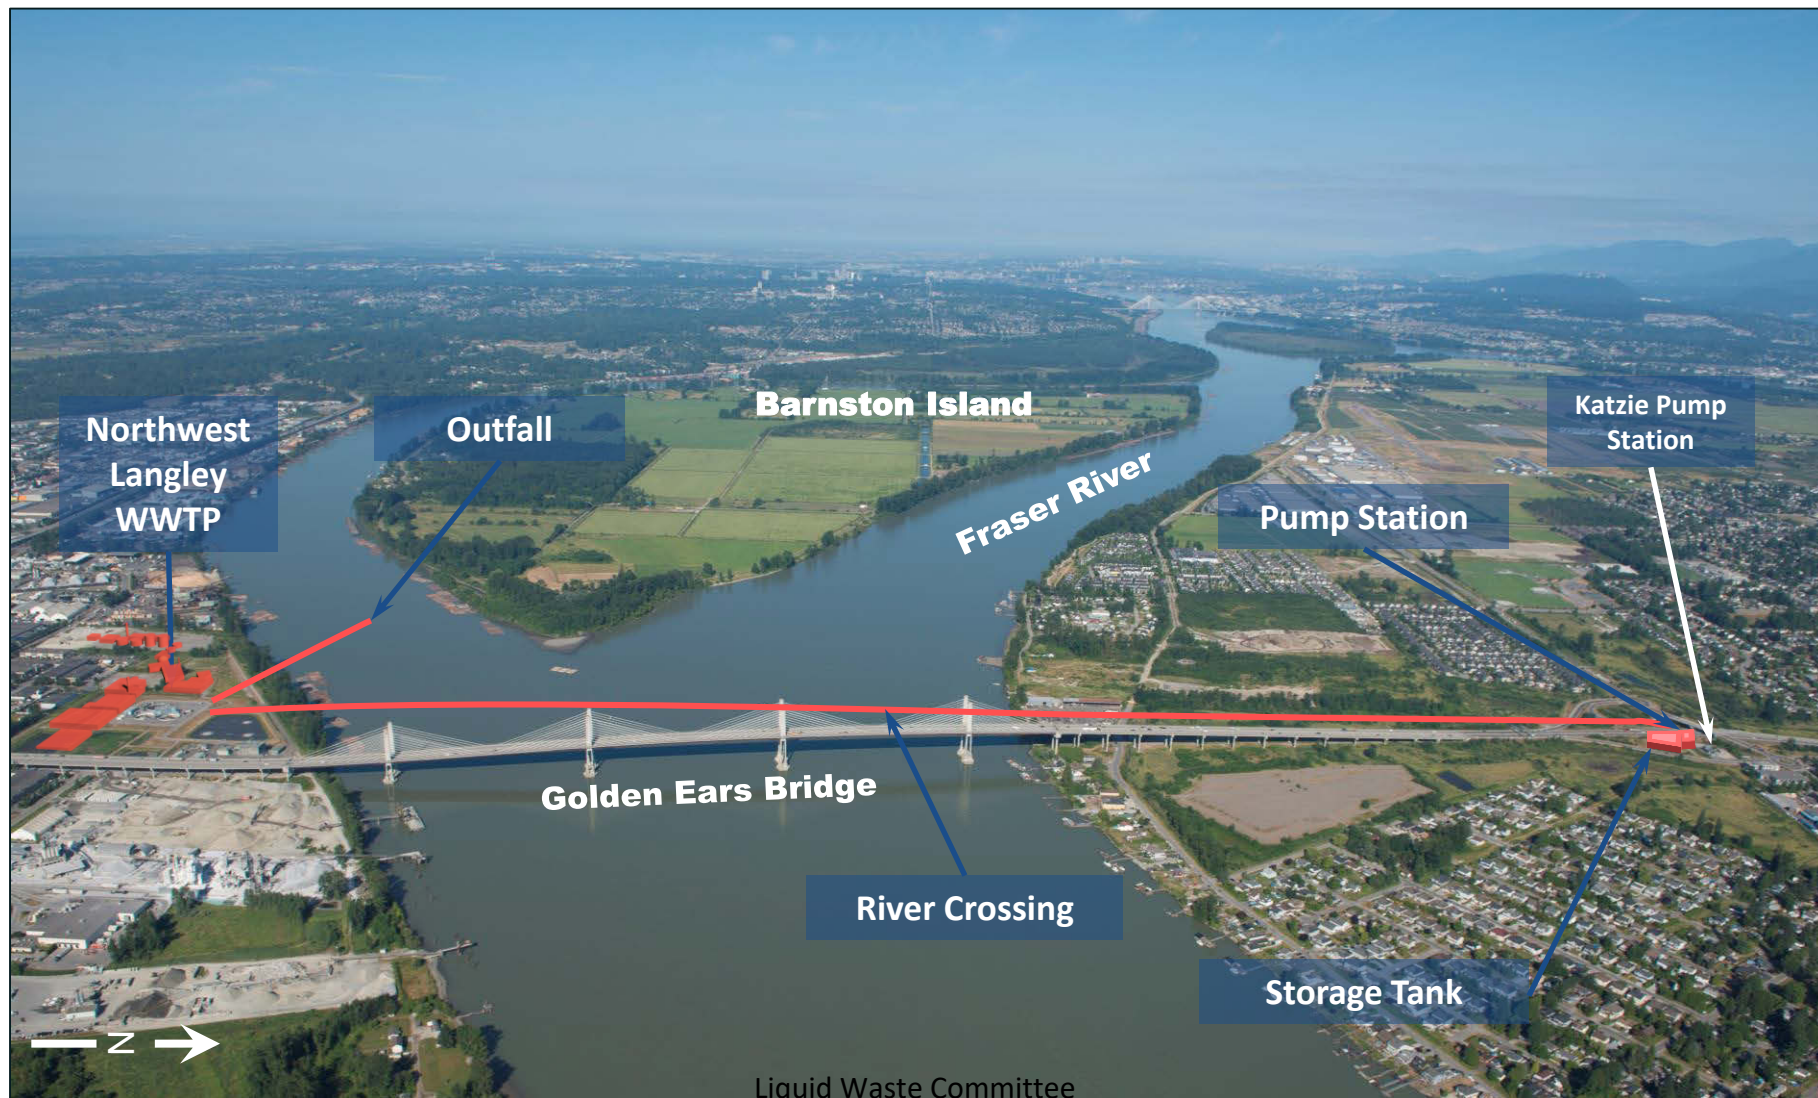 Barnston Island
Northwest
Langley
WWTP
Outfall
Katzie Pump
Station
Fraser River
Pump Station
Golden Ears Bridge
River Crossing
Storage Tank
N
Liquid Waste Committee